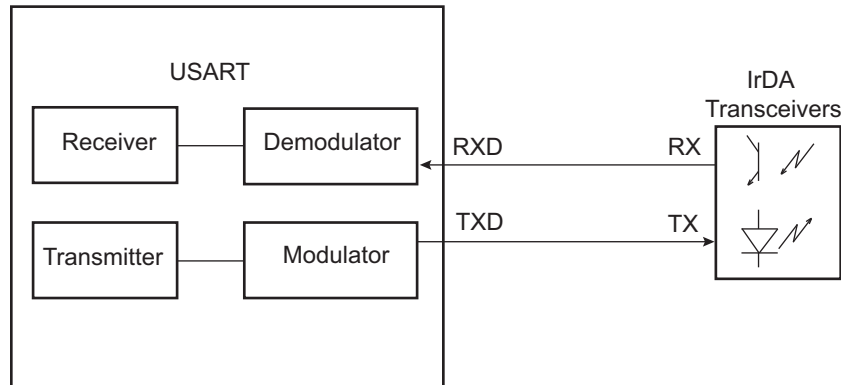 USART
IrDA
Transceivers
Receiver
Demodulator
RXD
RX
Transmitter
Modulator
TXD
TX